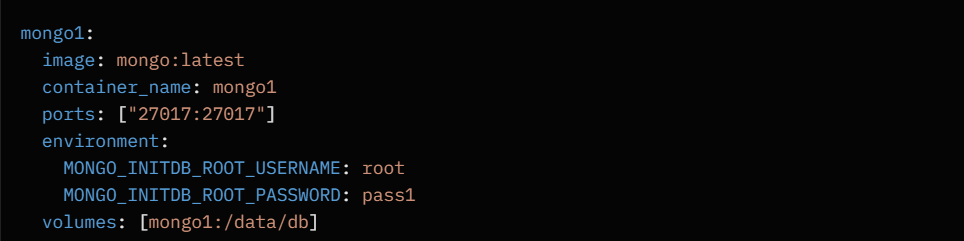 mongo1:
  image: mongo:latest
  container_name: mongo1
  ports: ["27017:27017"]
  environment:
    MONGO_INITDB_ROOT_USERNAME: root
    MONGO_INITDB_ROOT_PASSWORD: pass1
  volumes: [mongo1:/data/db]